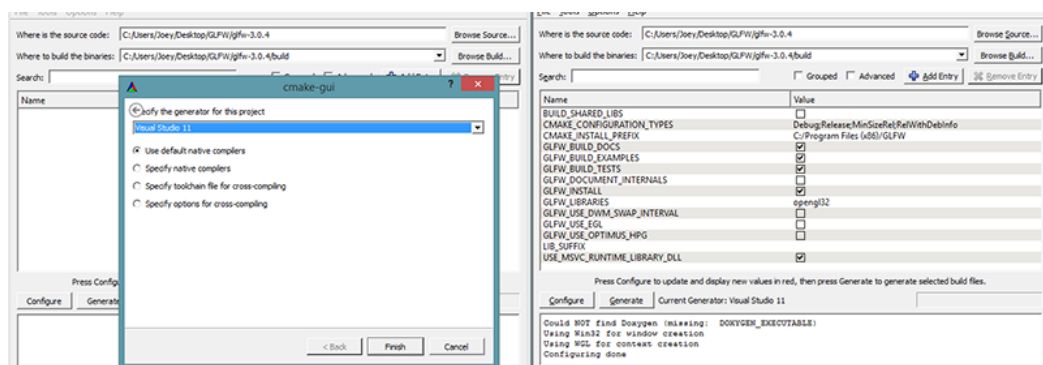 File Tools Options Help
Where is the source code: C:/Users/Joey/Desktop/GLFW/glfw-3.0.4 Browse Source...
Where to build the binaries: C:/Users/Joey/Desktop/GLFW/glfw-3.0.4/build Browse Build...
Search: Entry
Name
cmake-gui ? ×
ecify the generator for this project
Visual Studio 11
Use default native compilers
Specify native compilers
Specify toolchain file for cross-compiling
Specify options for cross-compiling
Press Config
Configure Generate
< Back Finish Cancel
File Tools Options Help
Where is the source code: C:/Users/Joey/Desktop/GLFW/glfw-3.0.4 Browse Source...
Where to build the binaries: C:/Users/Joey/Desktop/GLFW/glfw-3.0.4/build Browse Build...
Search: Grouped Advanced Add Entry Remove Entry
Name Value
BUILD_SHARED_LIBS
CMAKE_CONFIGURATION_TYPES Debug;Release;MinSizeRel;RelWithDebInfo
CMAKE_INSTALL_PREFIX C:/Program Files (x86)/GLFW
GLFW_BUILD_DOCS
GLFW_BUILD_EXAMPLES
GLFW_BUILD_TESTS
GLFW_DOCUMENT_INTERNALS
GLFW_INSTALL
GLFW_LIBRARIES opengl32
GLFW_USE_DWM_SWAP_INTERVAL
GLFW_USE_EGL
GLFW_USE_OPTIMUS_HPG
LIB_SUFFIX
USE_MSVC_RUNTIME_LIBRARY_DLL
Press Configure to update and display new values in red, then press Generate to generate selected build files.
Configure Generate Current Generator: Visual Studio 11
Could NOT find Doxygen (missing: DOXYGEN_EXECUTABLE)
Using Win32 for window creation
Using WGL for context creation
Configuring done